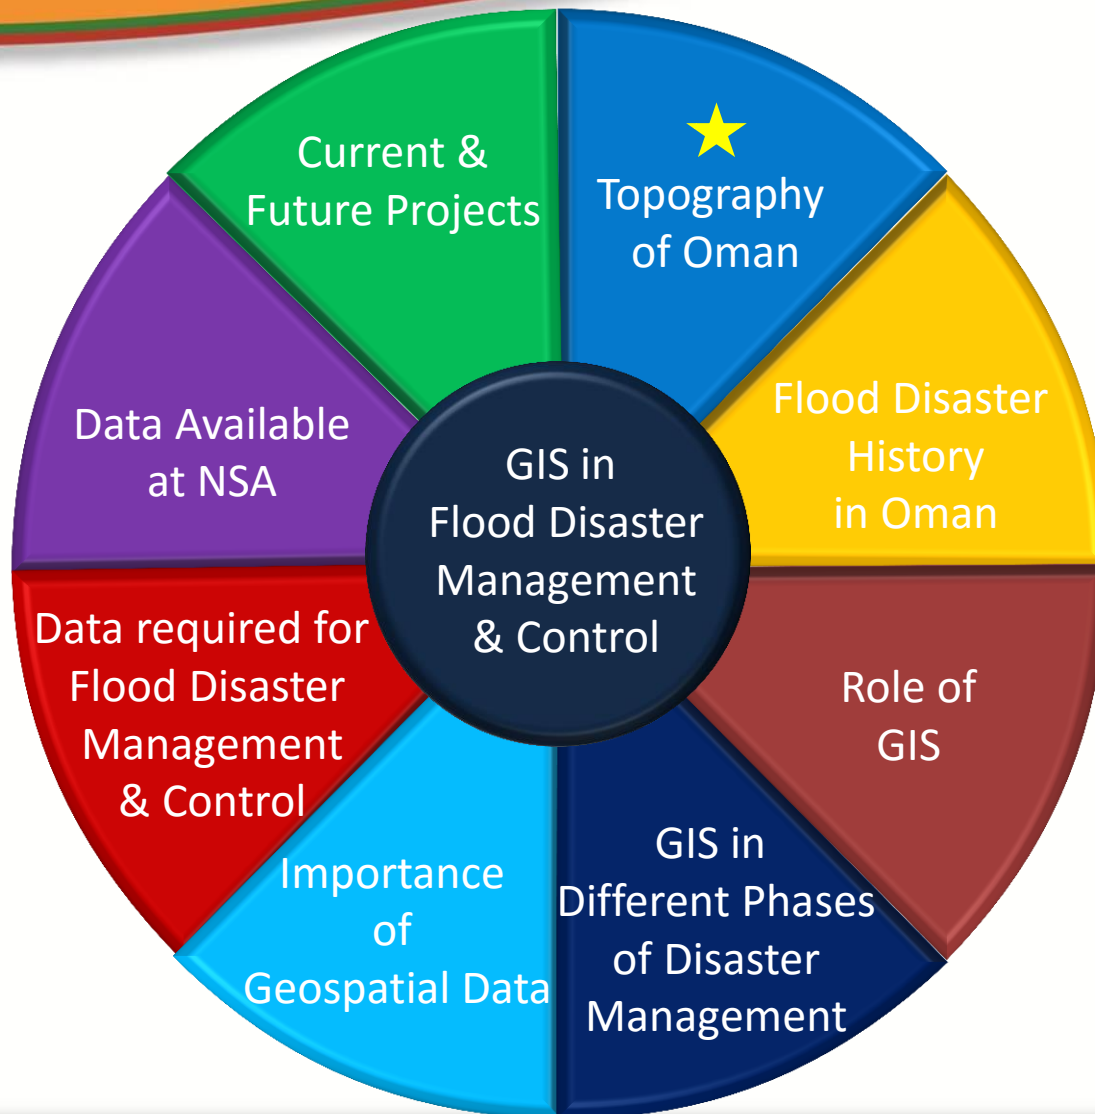 Topography
of Oman
Flood Disaster
History
in Oman
Role of
GIS
GIS in
Different Phases
of Disaster
Management
Importance
of
Geospatial Data
Data required for
Flood Disaster
Management
& Control
Data Available
at NSA
Current &
Future Projects
GIS in
Flood Disaster
Management
& Control